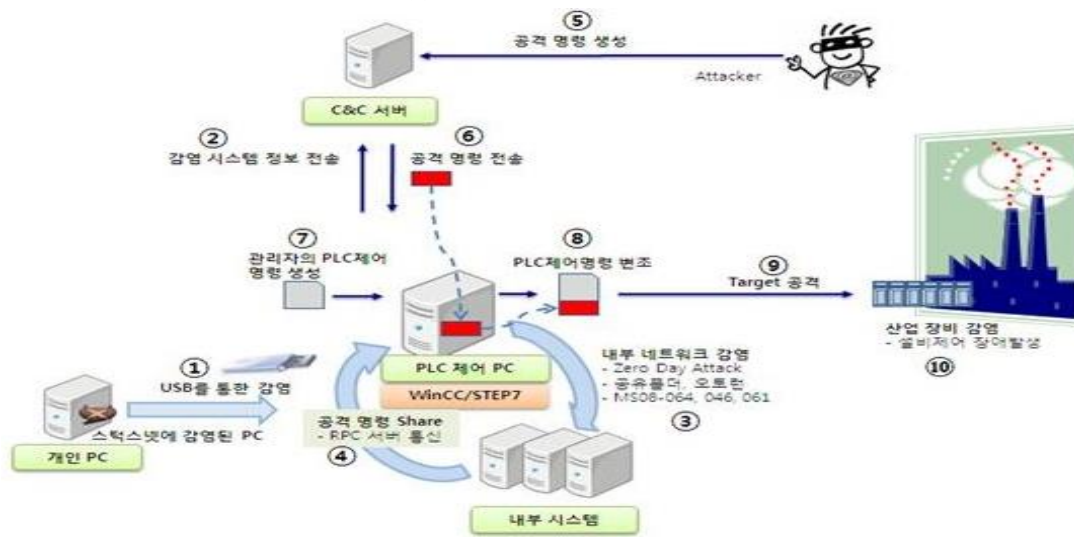 ⑤
공격 명령 생성
Attacker
C&C 서버
②
감염 시스템 정보 전송
⑥
공격 명령 전송
⑦
관리자의 PLC제어
명령 생성
⑧
PLC제어명령 변조
⑨
Target 공격
산업 장비 감염
- 설비제어 장애발생
⑩
①
USB를 통한 감염
스턱스넷에 감염된 PC
개인 PC
PLC 제어 PC
WinCC/STEP7
공격 명령 Share
- RPC 서버 통신
④
내부 네트워크 감염
- Zero Day Attack
- 공유폴더, 오토런
- MS08-064, 046, 061
③
내부 시스템